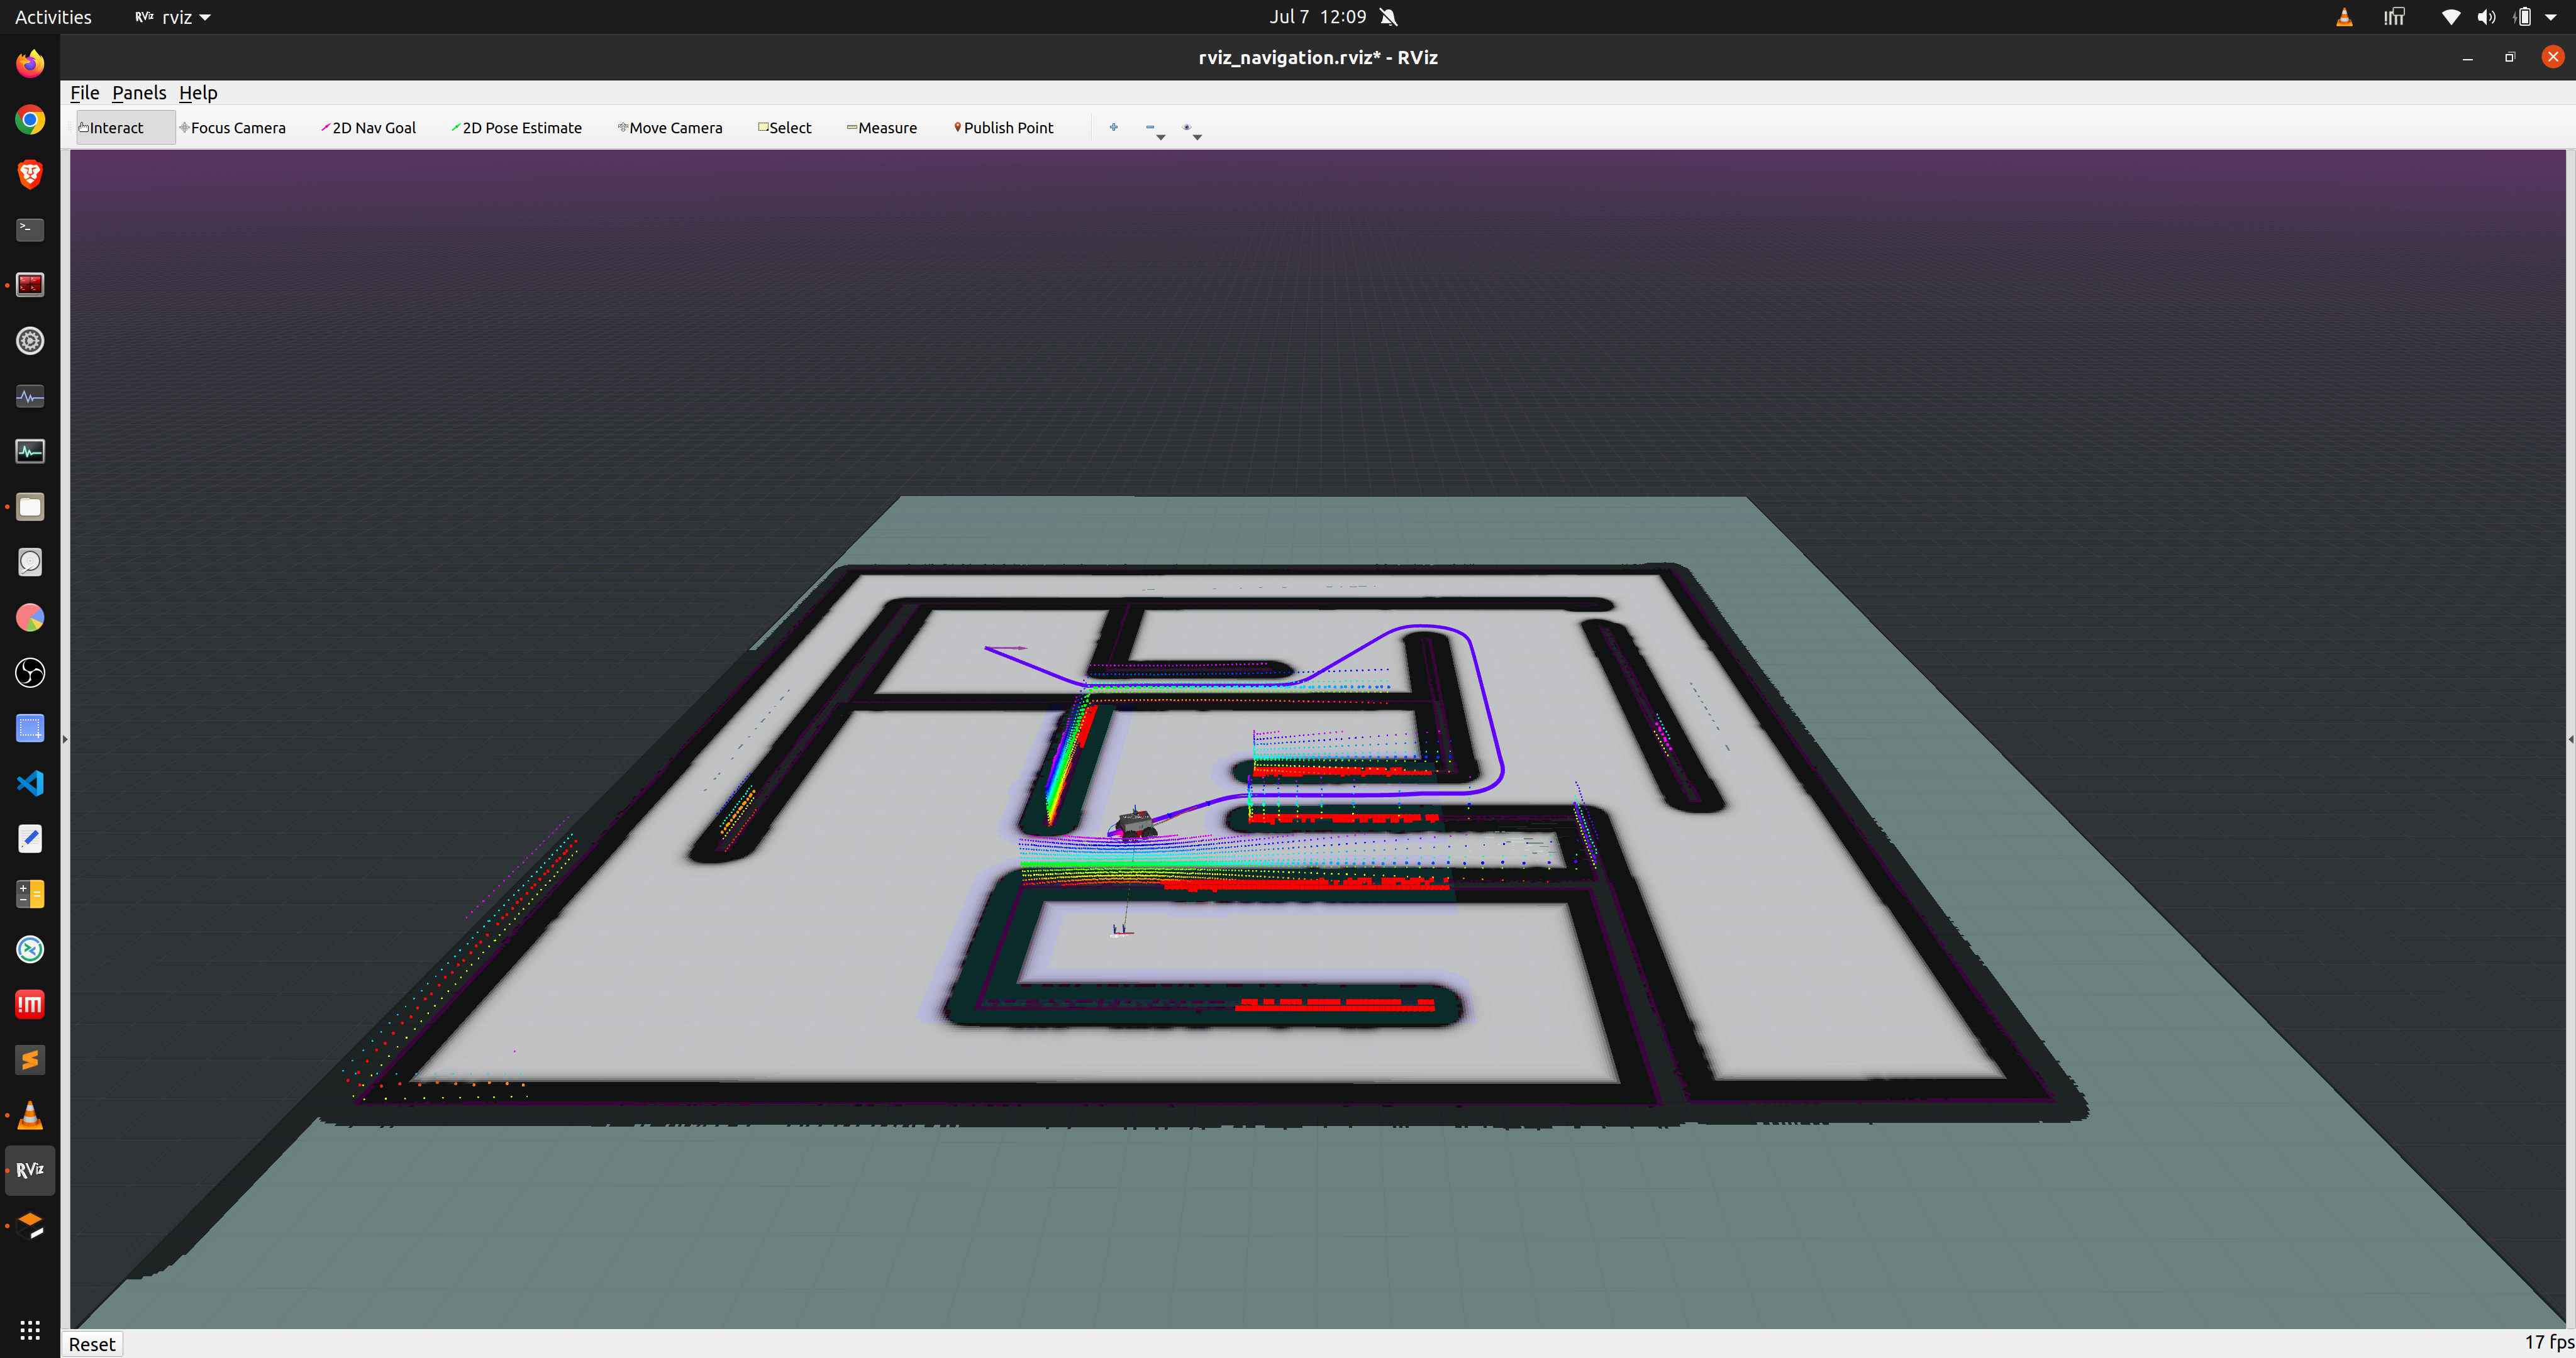 Activities RViz rviz Jul 7 12:09
rviz_navigation.rviz* - RViz
File Panels Help
Interact Focus Camera 2D Nav Goal 2D Pose Estimate Move Camera Select Measure Publish Point
RViz
Reset 17 fps